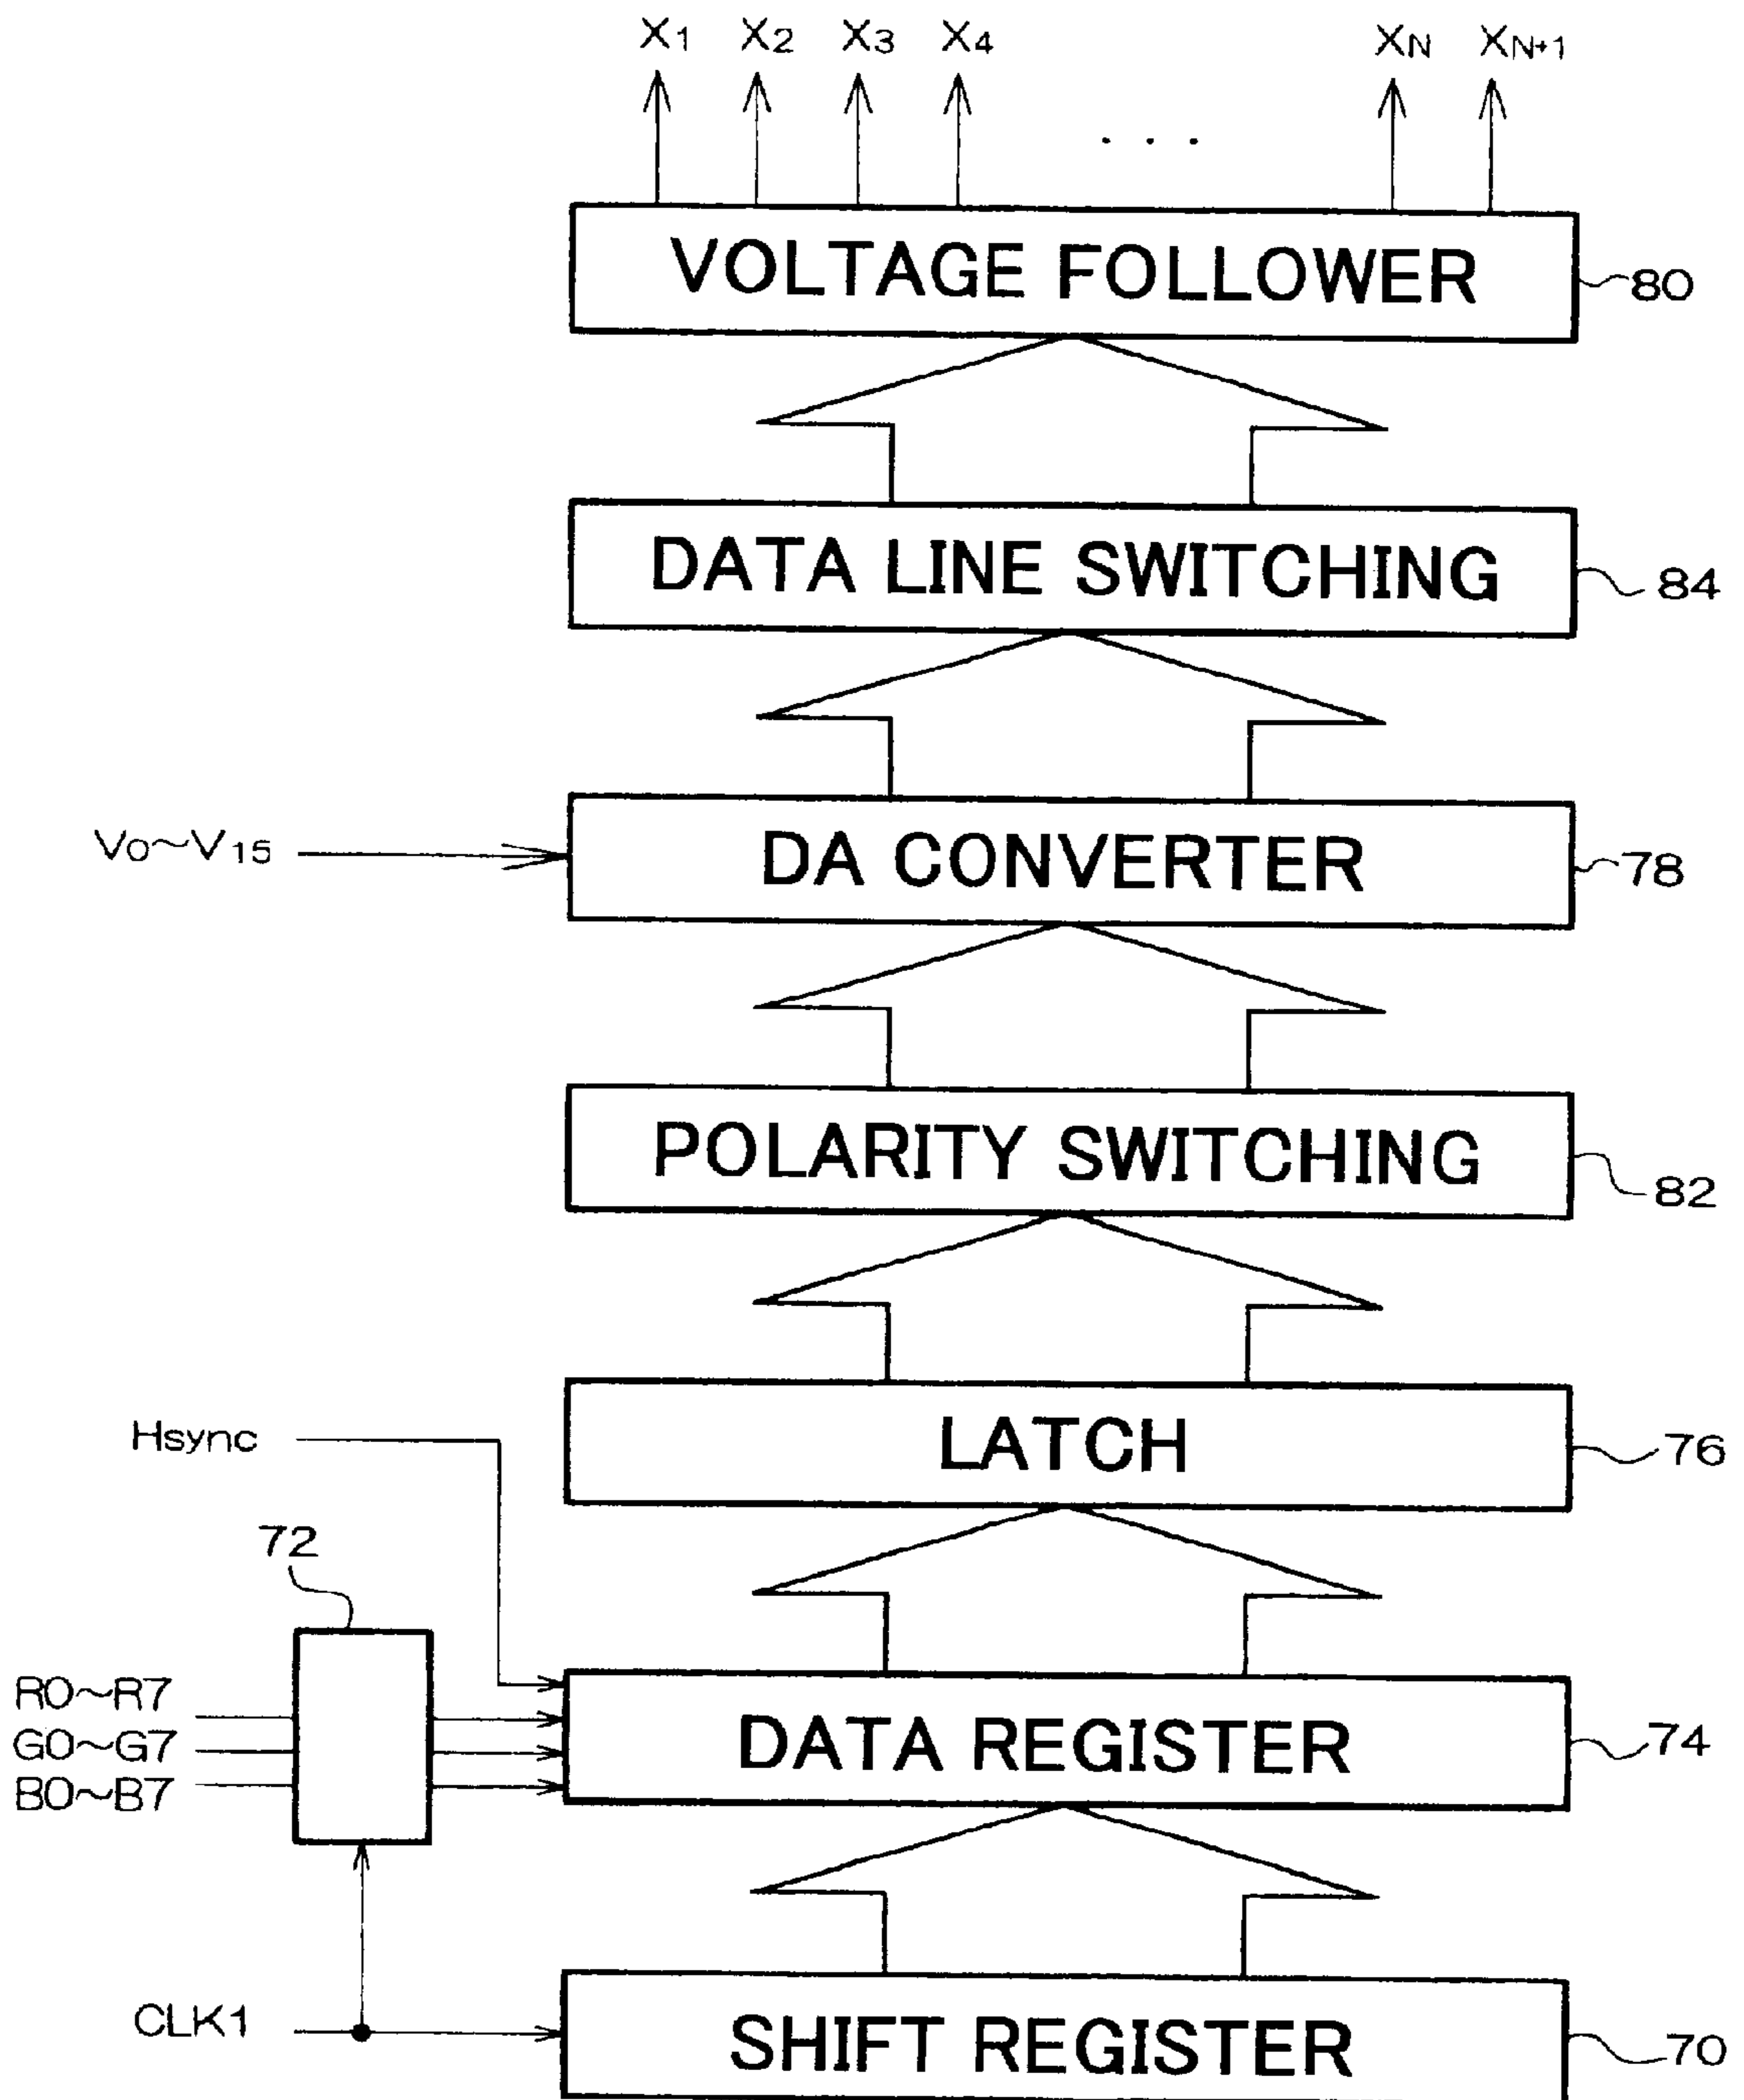 X1 X2 X3 X4 . . . XN XN+1
VOLTAGE FOLLOWER 80
DATA LINE SWITCHING 84
V0~V15 DA CONVERTER 78
POLARITY SWITCHING 82
Hsync LATCH 76
72
R0~R7
G0~G7 DATA REGISTER 74
B0~B7
CLK1 SHIFT REGISTER 70